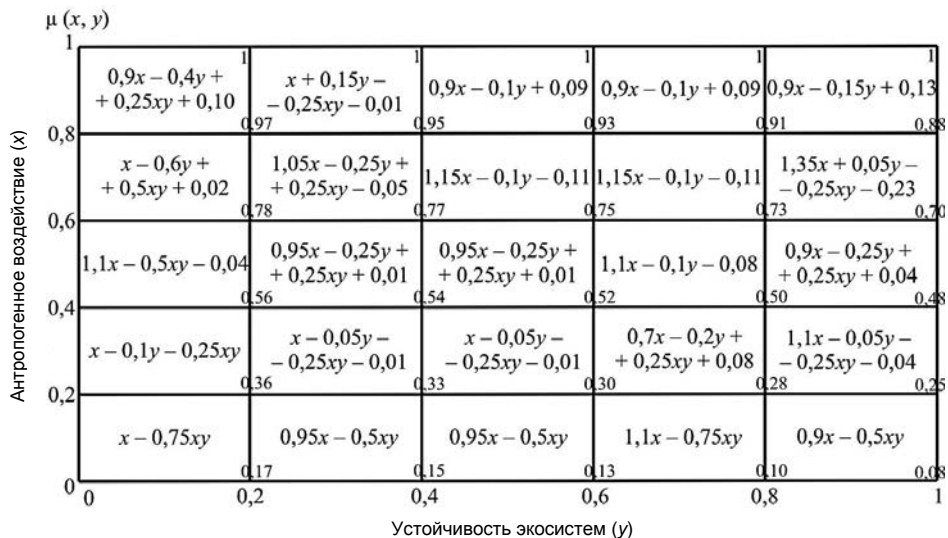 μ (x, y)
1
1 1 1 1 1
0,9x – 0,4y + x + 0,15y – 0,9x – 0,1y + 0,09 0,9x – 0,1y + 0,09 0,9x – 0,15y + 0,13
+ 0,25xy + 0,10 – 0,25xy – 0,01
0,97 0,95 0,93 0,91 0,88
0,8
x – 0,6y + 1,05x – 0,25y + 1,15x – 0,1y – 0,11 1,15x – 0,1y – 0,11 1,35x + 0,05y –
+ 0,5xy + 0,02 + 0,25xy – 0,05 – 0,25xy – 0,23
0,78 0,77 0,75 0,73 0,70
0,6
1,1x – 0,5xy – 0,04 0,95x – 0,25y + 0,95x – 0,25y + 1,1x – 0,1y – 0,08 0,9x – 0,25y +
+ 0,25xy + 0,01 + 0,25xy + 0,01 + 0,25xy + 0,04
0,56 0,54 0,52 0,50 0,48
0,4
x – 0,1y – 0,25xy x – 0,05y – x – 0,05y – 0,7x – 0,2y + 1,1x – 0,05y –
– 0,25xy – 0,01 – 0,25xy – 0,01 + 0,25xy + 0,08 – 0,25xy – 0,04
0,36 0,33 0,30 0,28 0,25
0,2
x – 0,75xy 0,95x – 0,5xy 0,95x – 0,5xy 1,1x – 0,75xy 0,9x – 0,5xy
0,17 0,15 0,13 0,10 0,08
0
0 0,2 0,4 0,6 0,8 1
Антропогенное воздействие (x)
Устойчивость экосистем (y)